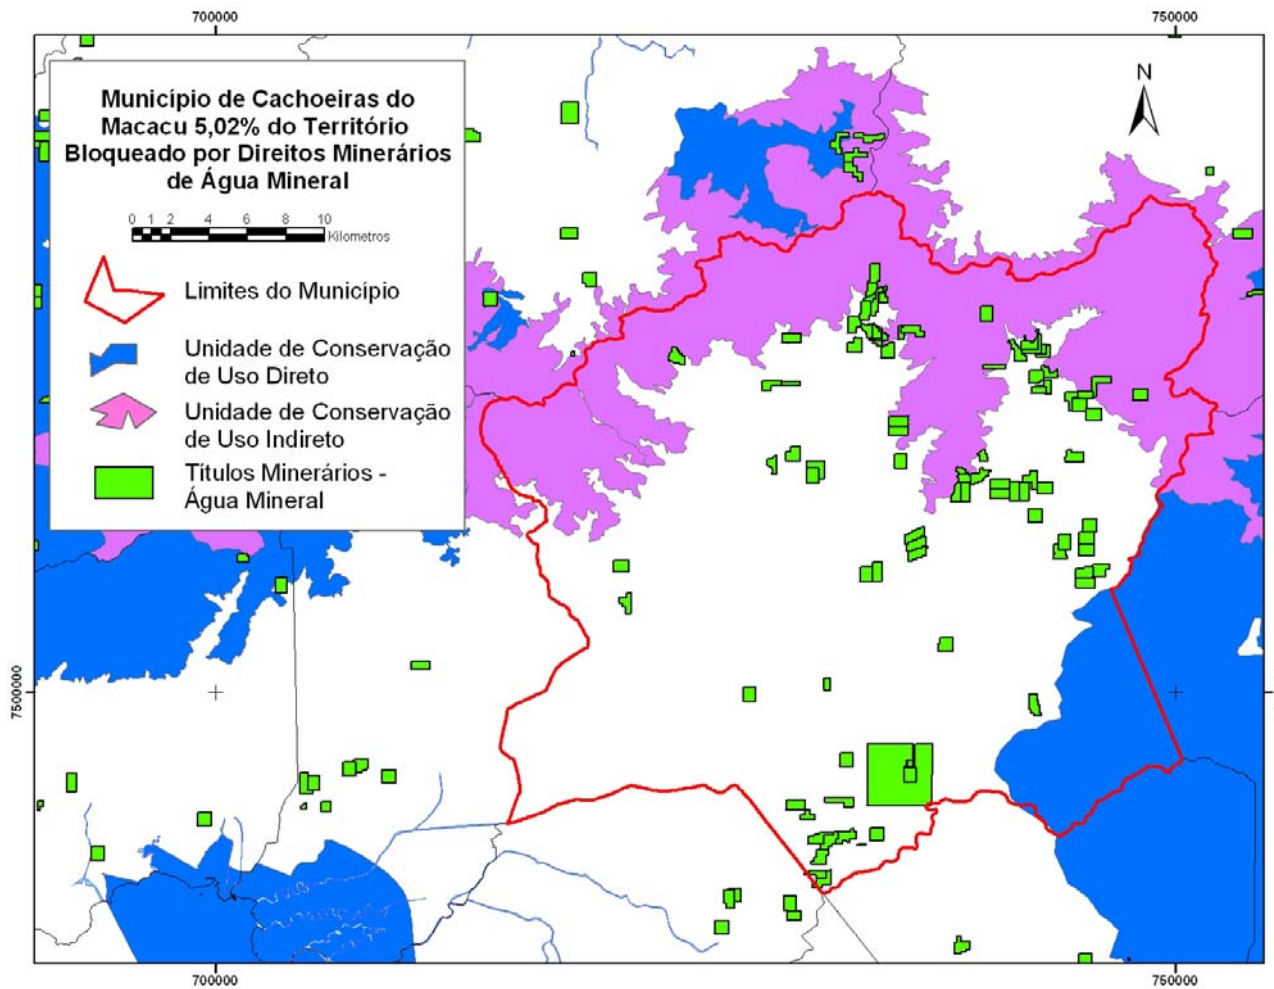 700000
750000
Município de Cachoeiras do
Macacu 5,02% do Território
Bloqueado por Direitos Minerários
de Água Mineral
0 1 2 4 6 8 10
Kilometros
Limites do Município
Unidade de Conservação
de Uso Direto
Unidade de Conservação
de Uso Indireto
Títulos Minerários -
Água Mineral
N
7500000
7500000
700000
750000